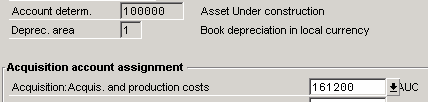 Account determ. 100000 Asset Under construction
Deprec. area 1 Book depreciation in local currency
Acquisition account assignment
Acquisition:Acquis. and production costs 161200 AUC